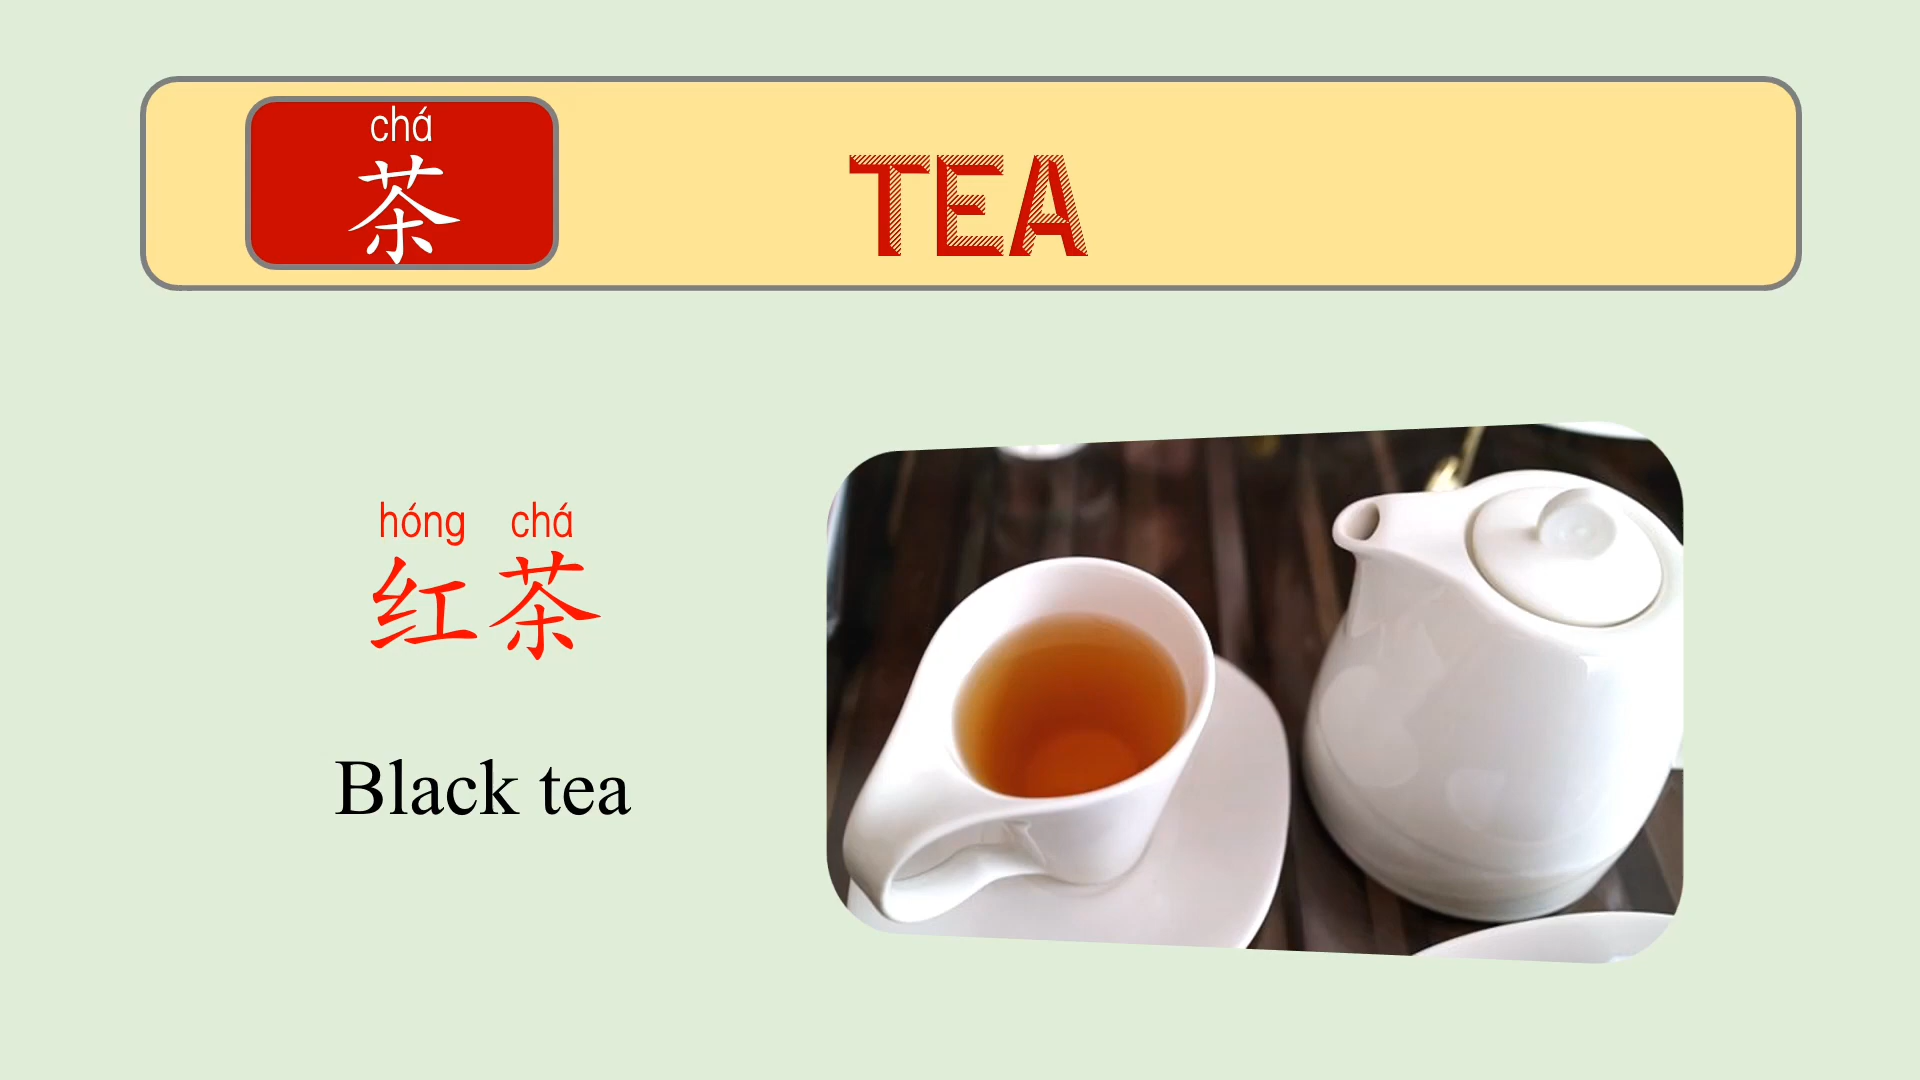 chá
茶
TEA
hóng chá
红茶
Black tea